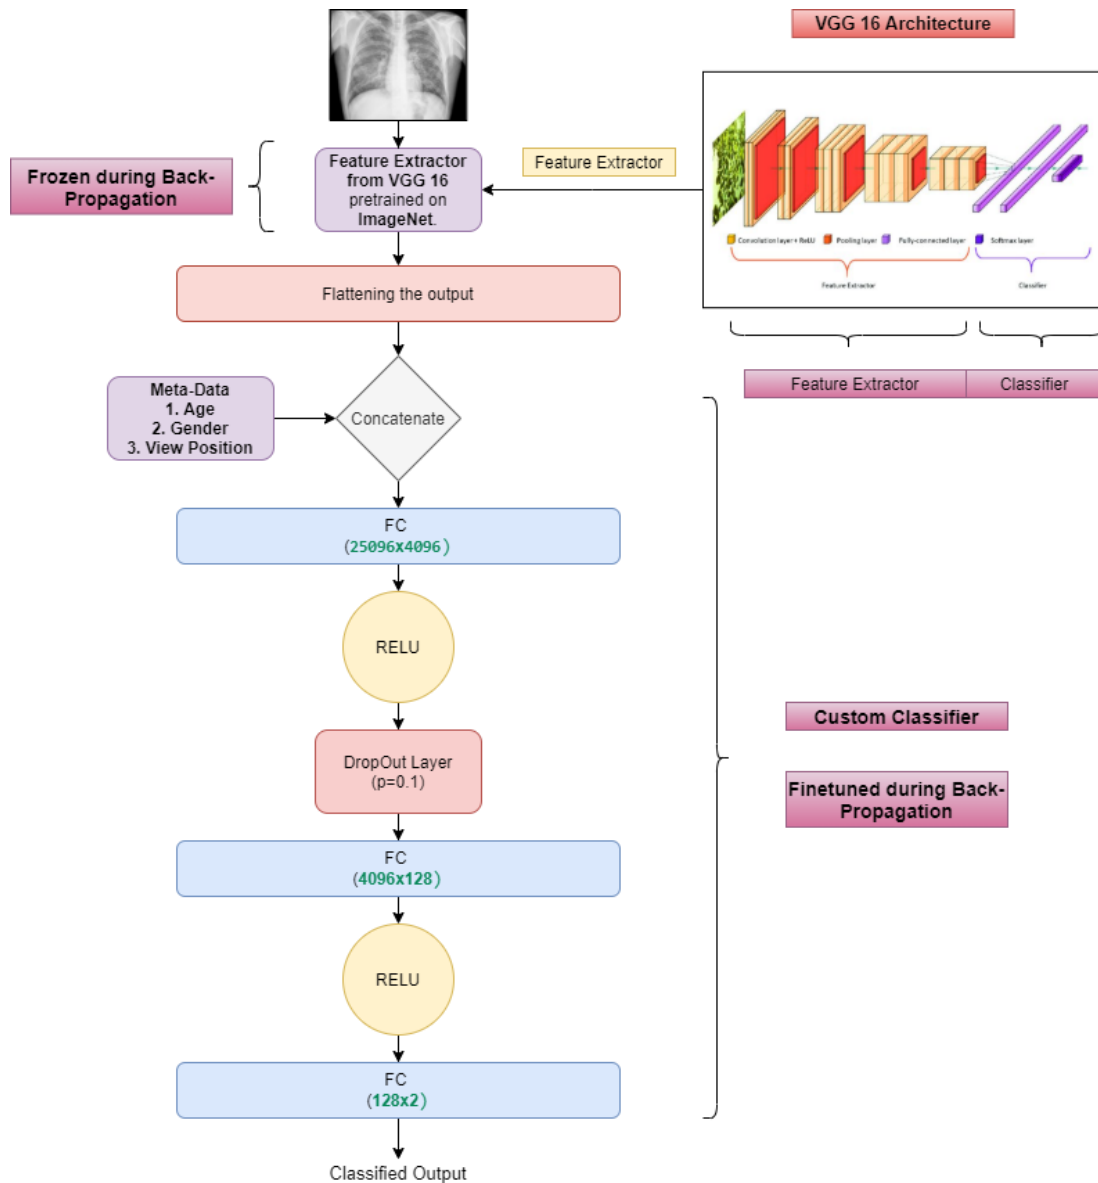 VGG 16 Architecture
Feature Extractor
from VGG 16
pretrained on
ImageNet.
Feature Extractor
Frozen during Back-
Propagation
Convolation layer + ReLU
Pooling layer
Fully-connected layer
Softmax layer
Feature Extractor
Classifier
Flattening the output
Feature Extractor
Classifier
Meta-Data
1. Age
2. Gender
3. View Position
Concatenate
FC
(25096x4096)
RELU
Custom Classifier
DropOut Layer
(p=0.1)
Finetuned during Back-
Propagation
FC
(4096x128)
RELU
FC
(128x2)
Classified Output